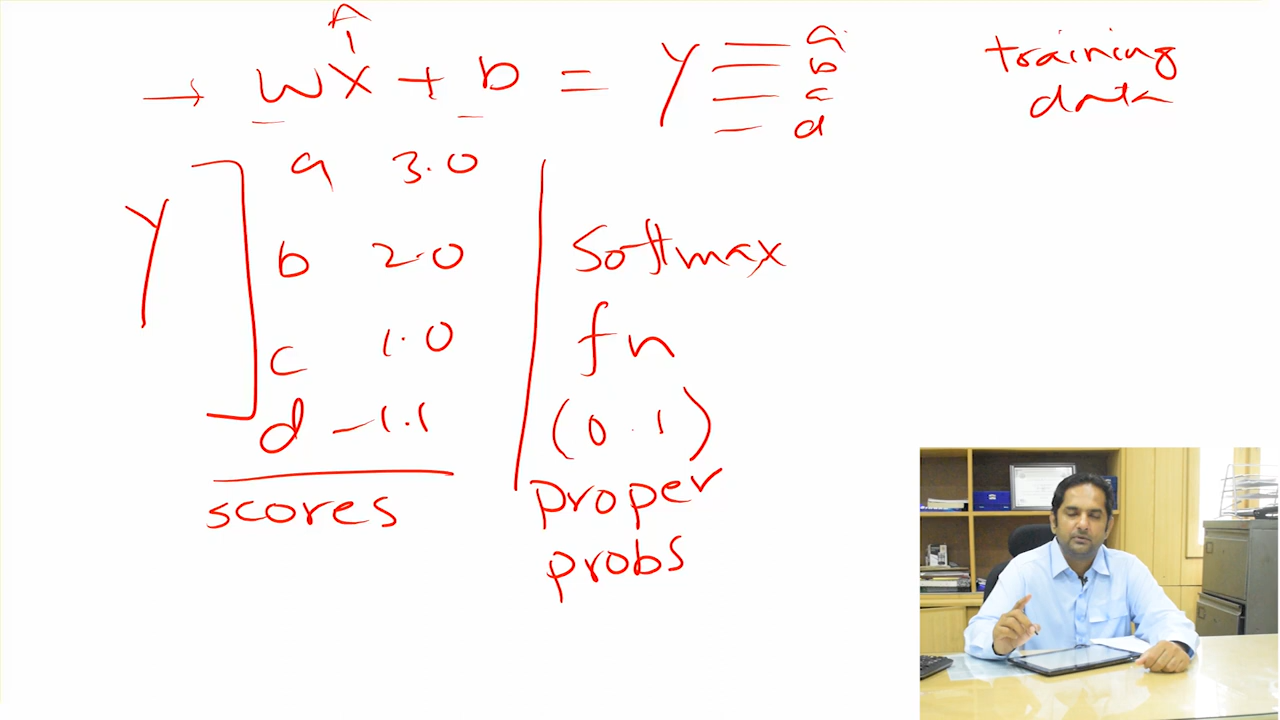 A
→ WX + b = Y
a
b
c
d
training
data
Y
a 3.0
b 2.0
c 1.0
d -1.1
scores
Softmax
fn
(0.1)
proper
probs